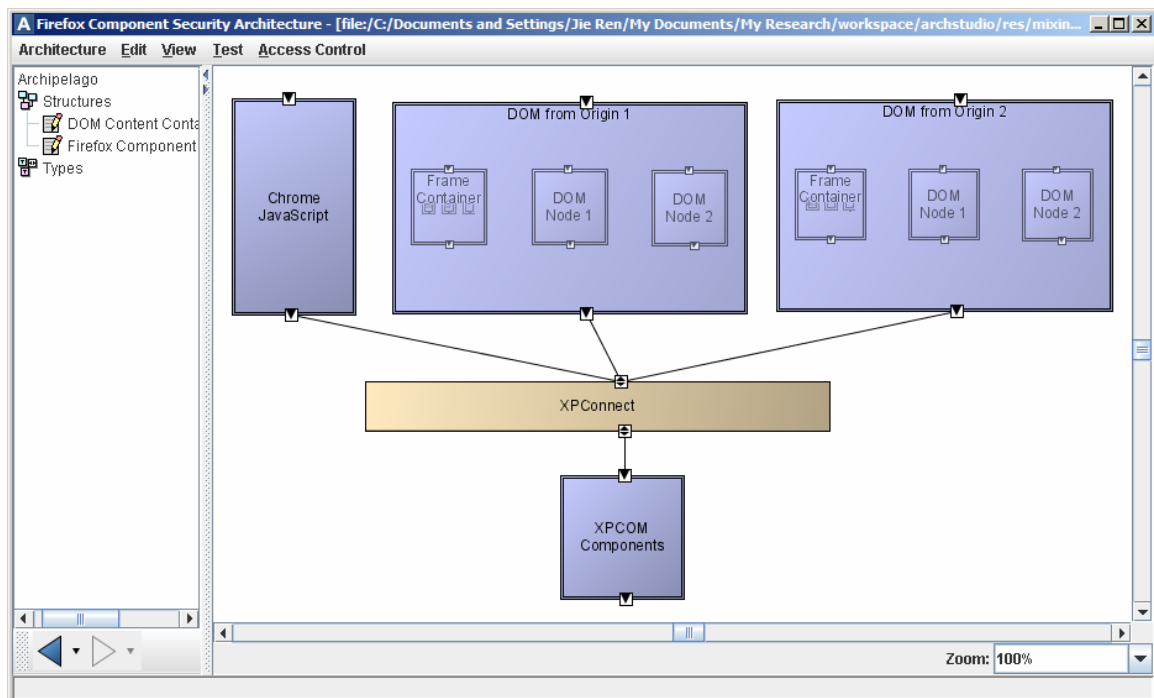 A Firefox Component Security Architecture - [file:/C:/Documents and Settings/Jie Ren/My Documents/My Research/workspace/archstudio/res/mixin...
Architecture Edit View Test Access Control
Archipelago
Structures
DOM Content Conta
Firefox Component
Types
Chrome
JavaScript
DOM from Origin 1
Frame
Container
DOM
Node 1
DOM
Node 2
DOM from Origin 2
Frame
Container
DOM
Node 1
DOM
Node 2
XPConnect
XPCOM
Components
Zoom: 100%